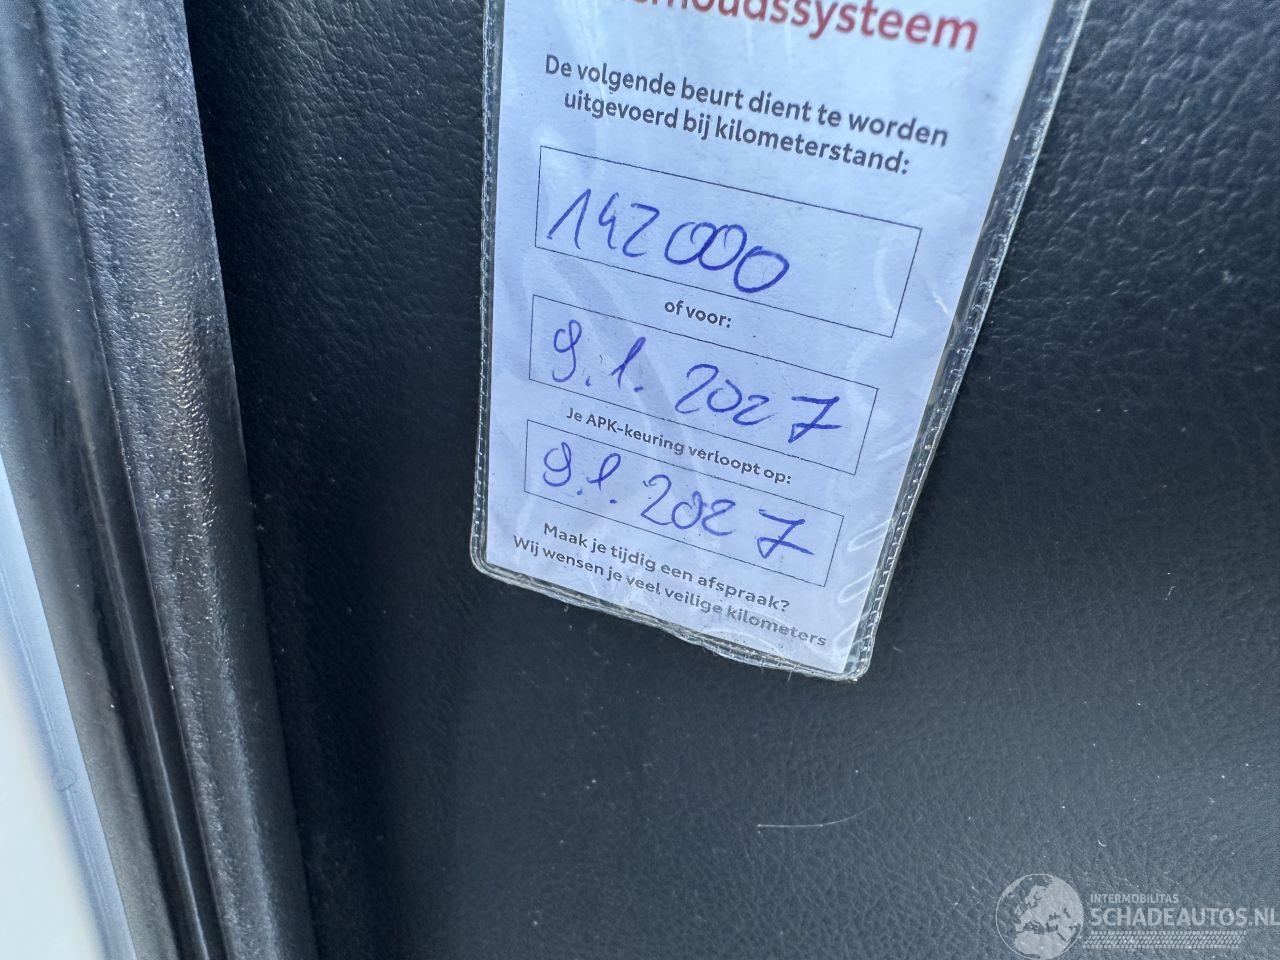 De volgende beurt dient te worden
uitgevoerd bij kilometerstand:
142000
of voor:
9.1.2027
Je APK-keuring verloopt op:
9.1.2027
Maak je tijdig een afspraak?
Wij wensen je veel veilige kilometers
INTERMOBILITAS
SCHADEAUTOS.NL